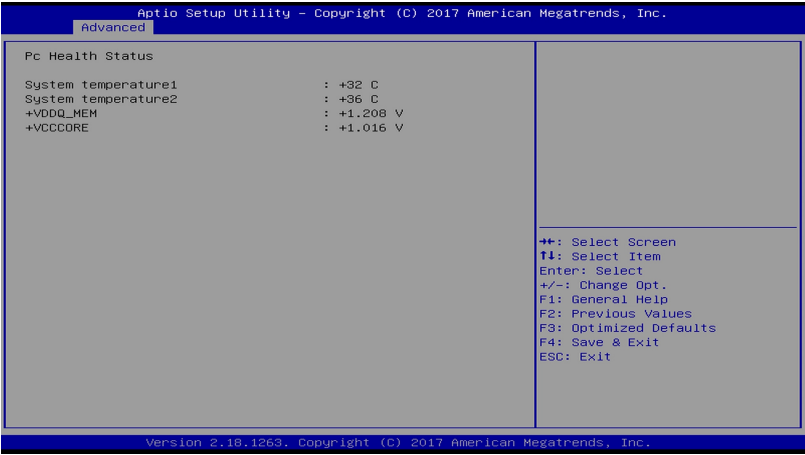 Aptio Setup Utility – Copyright (C) 2017 American Megatrends, Inc.
Advanced
Pc Health Status
System temperature1 : +32 C
System temperature2 : +36 C
+VDDQ_MEM : +1.208 V
+VCCCORE : +1.016 V
→←: Select Screen
↑↓: Select Item
Enter: Select
+/-: Change Opt.
F1: General Help
F2: Previous Values
F3: Optimized Defaults
F4: Save & Exit
ESC: Exit
Version 2.18.1263. Copyright (C) 2017 American Megatrends, Inc.